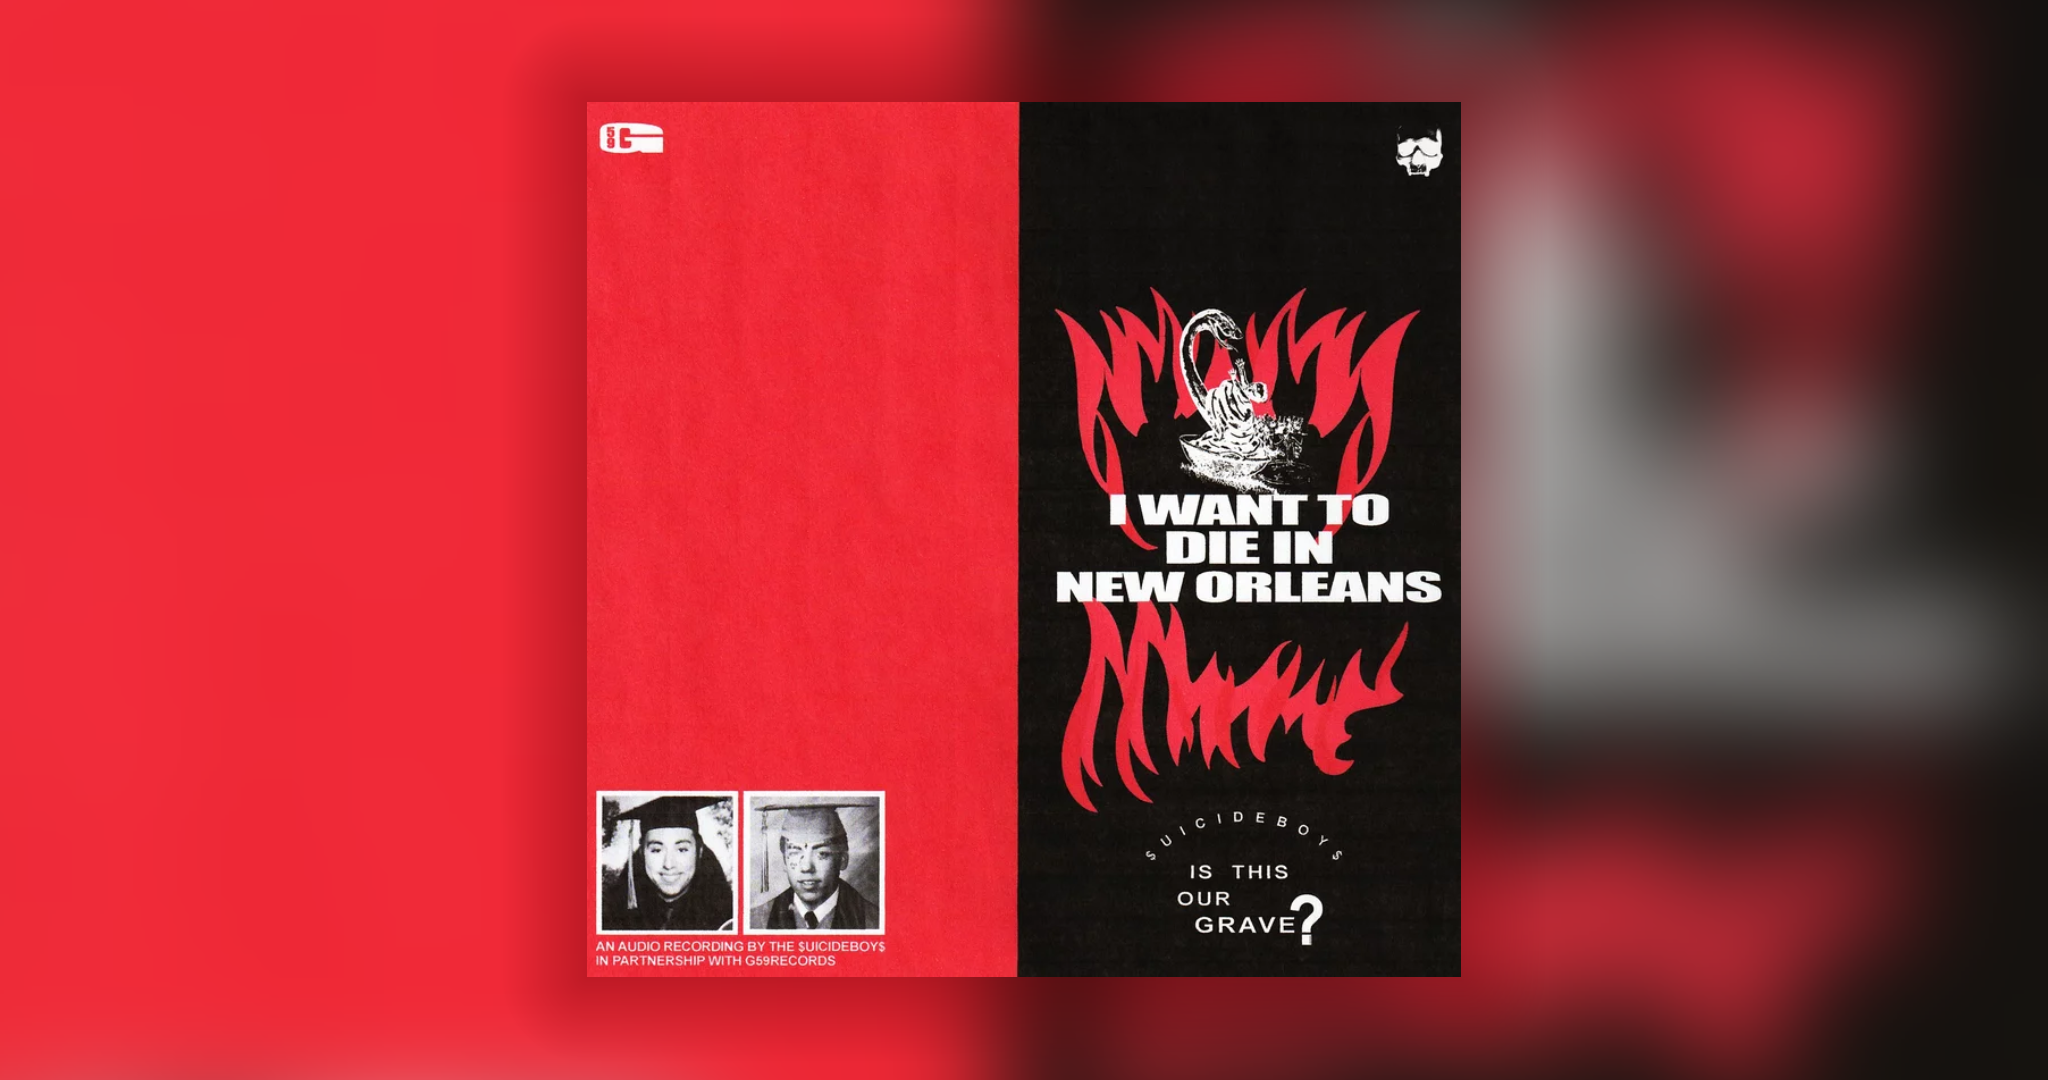 59 G
I WANT TO
DIE IN
NEW ORLEANS
$UICIDEBOY$
IS THIS
OUR
GRAVE?
AN AUDIO RECORDING BY THE $UICIDEBOY$
IN PARTNERSHIP WITH G59RECORDS